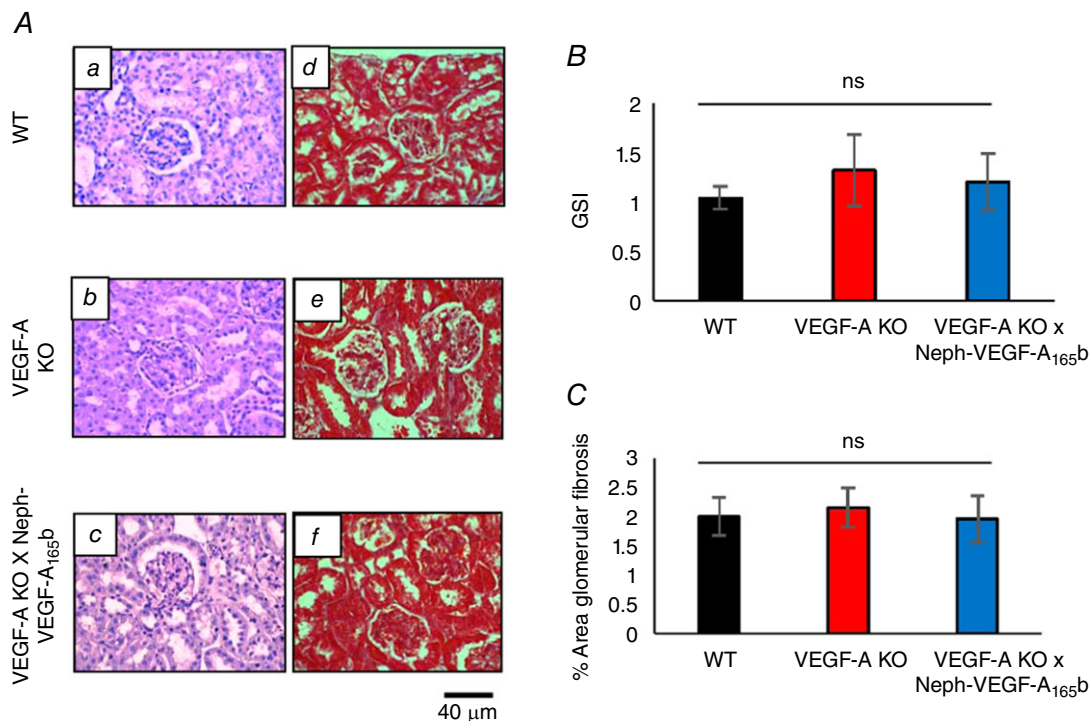 A
a
d
WT
b
e
VEGF-A
KO
c
f
VEGF-A KO X Neph-
VEGF-A₁₆₅b
40 μm
B
ns
2
1.5
1
0.5
0
GSI
WT
VEGF-A KO
VEGF-A KO x
Neph-VEGF-A₁₆₅b
C
ns
3
2.5
2
1.5
1
0.5
0
% Area glomerular fibrosis
WT
VEGF-A KO
VEGF-A KO x
Neph-VEGF-A₁₆₅b